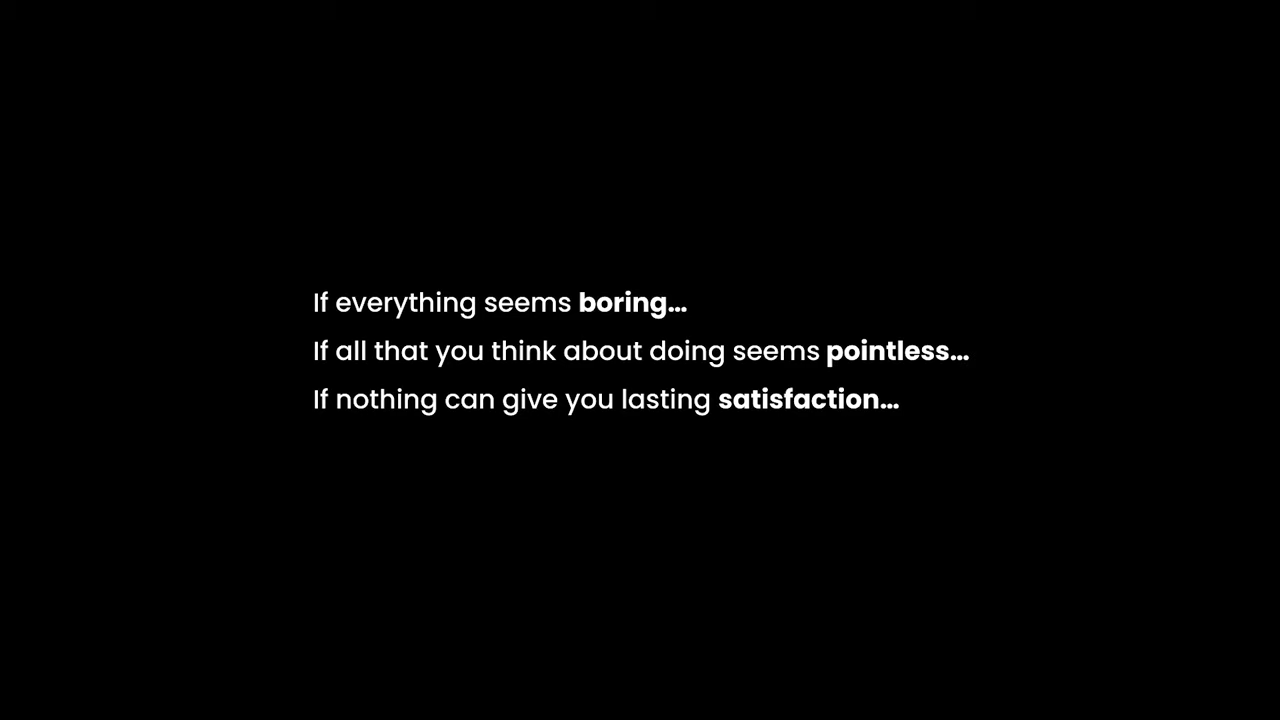 If everything seems boring...
If all that you think about doing seems pointless...
If nothing can give you lasting satisfaction...